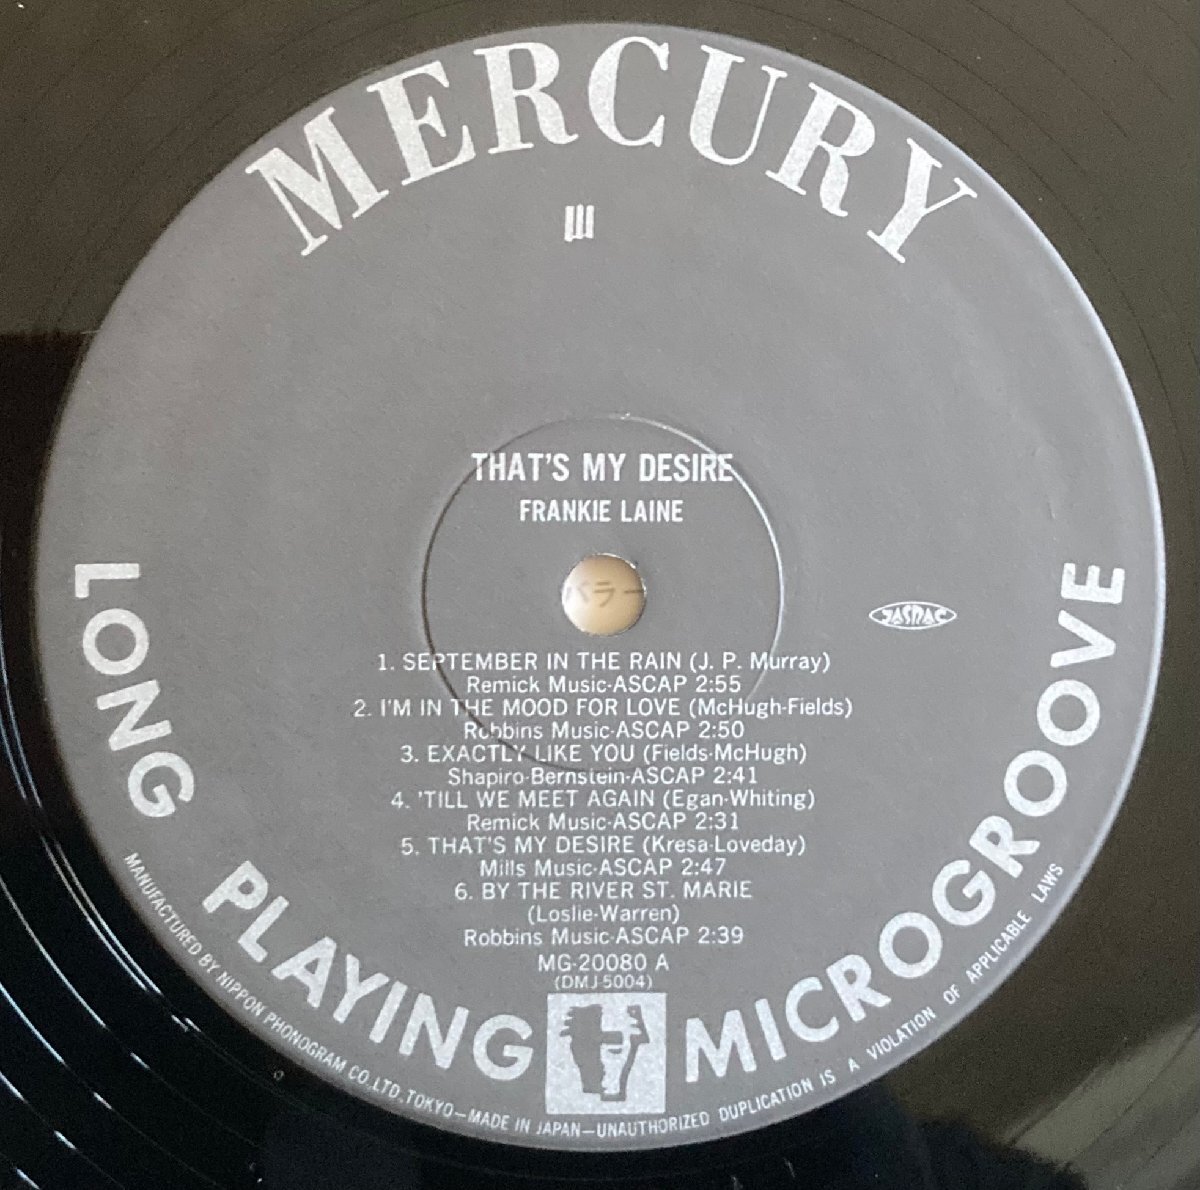 MERCURY
THAT'S MY DESIRE
FRANKIE LAINE
バラー
JASRAC
1. SEPTEMBER IN THE RAIN (J. P. Murray)
Remick Music·ASCAP 2:55
2. I'M IN THE MOOD FOR LOVE (McHugh·Fields)
Robbins Music·ASCAP 2:50
3. EXACTLY LIKE YOU (Fields·McHugh)
Shapiro·Bernstein·ASCAP 2:41
4. 'TILL WE MEET AGAIN (Egan·Whiting)
Remick Music·ASCAP 2:31
5. THAT'S MY DESIRE (Kresa·Loveday)
Mills Music·ASCAP 2:47
6. BY THE RIVER ST. MARIE
(Loslie·Warren)
Robbins Music·ASCAP 2:39
MG-20080 A
(DMJ-5004)
LONG PLAYING MICROGROOVE
MANUFACTURED BY NIPPON PHONOGRAM CO.,LTD.,TOKYO—MADE IN JAPAN—UNAUTHORIZED DUPLICATION IS A VIOLATION OF APPLICABLE LAWS